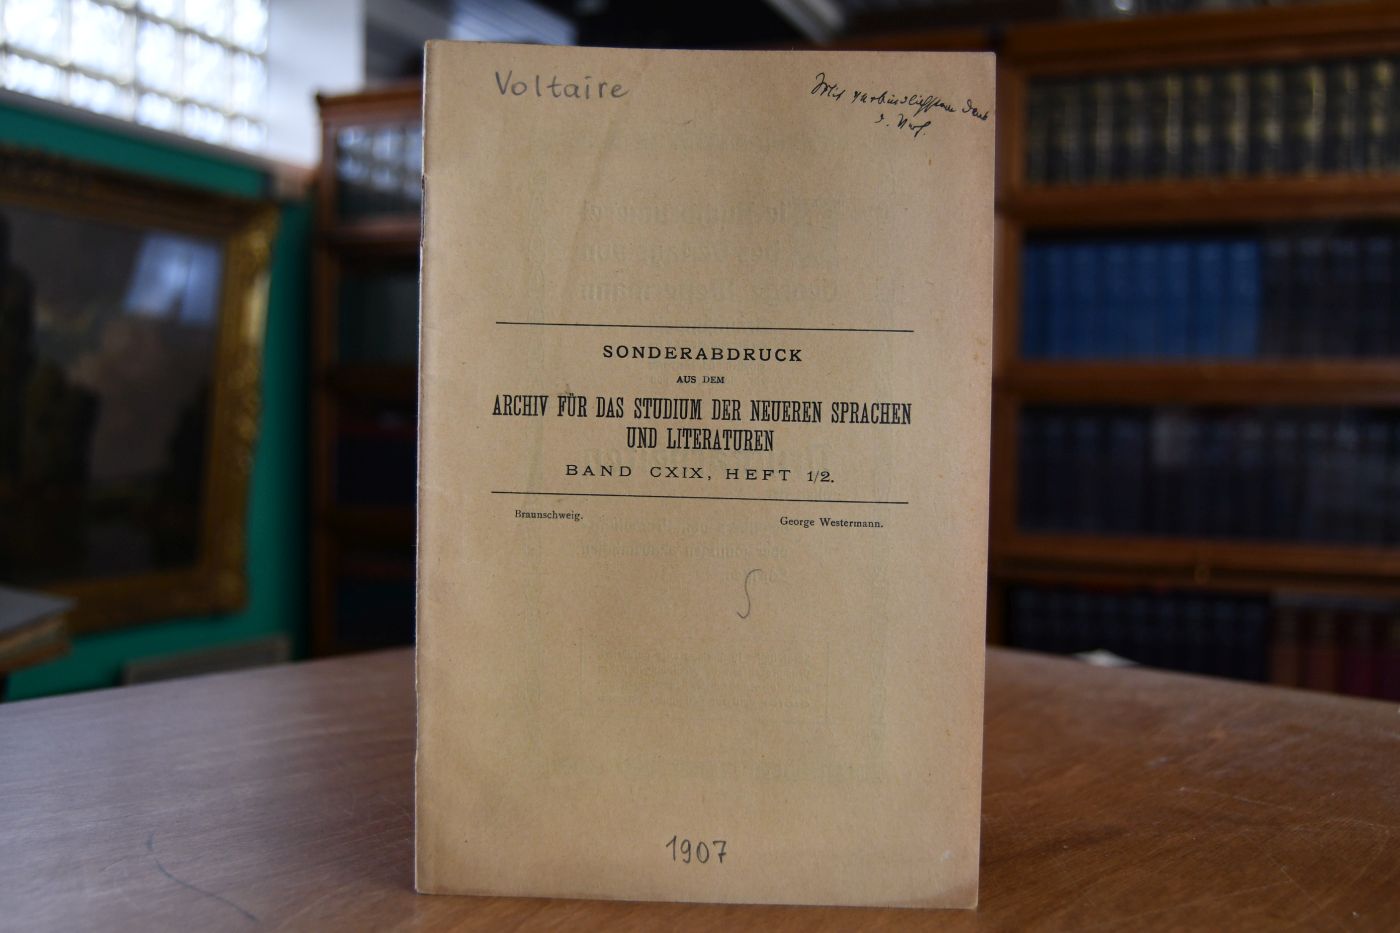 Voltaire
Mit verbindlichstem Dank
d. Verf.
SONDERABDRUCK
AUS DEM
ARCHIV FÜR DAS STUDIUM DER NEUEREN SPRACHEN
UND LITERATUREN
BAND CXIX, HEFT 1/2.
Braunschweig. George Westermann.
1907